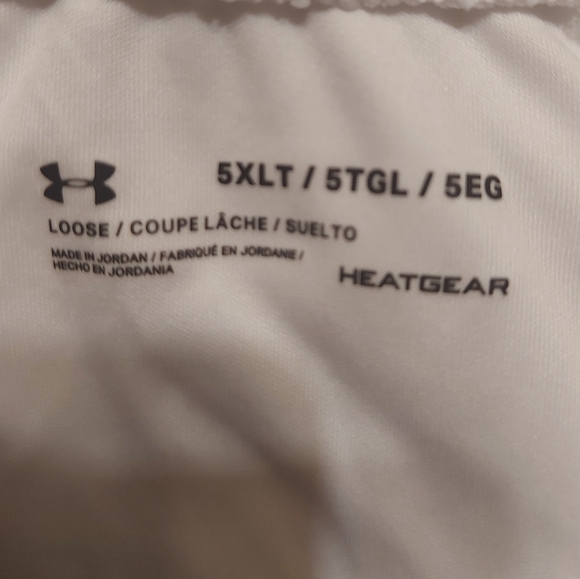 5XLT / 5TGL / 5EG
LOOSE / COUPE LÂCHE / SUELTO
MADE IN JORDAN / FABRIQUÉ EN JORDANIE /
HECHO EN JORDANIA
HEATGEAR